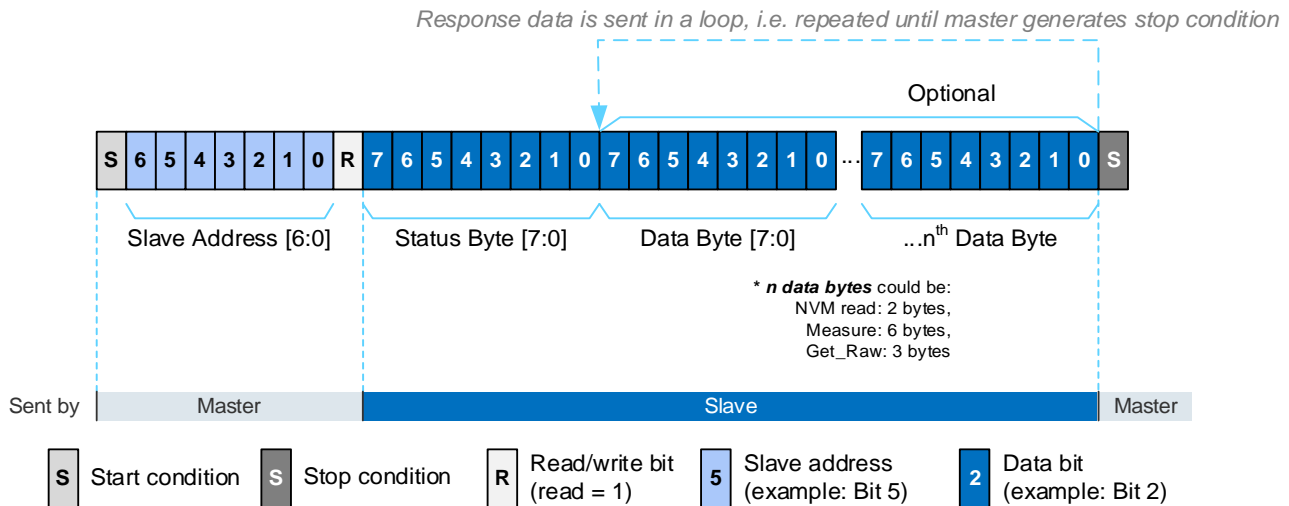 Response data is sent in a loop, i.e. repeated until master generates stop condition
Optional
S 6 5 4 3 2 1 0 R 7 6 5 4 3 2 1 0 7 6 5 4 3 2 1 0 ... 7 6 5 4 3 2 1 0 S
Slave Address [6:0] Status Byte [7:0] Data Byte [7:0] ...nth Data Byte
* n data bytes could be:
NVM read: 2 bytes,
Measure: 6 bytes,
Get_Raw: 3 bytes
Sent by Master Slave Master
S Start condition S Stop condition R Read/write bit 5 Slave address 2 Data bit
(read = 1) (example: Bit 5) (example: Bit 2)